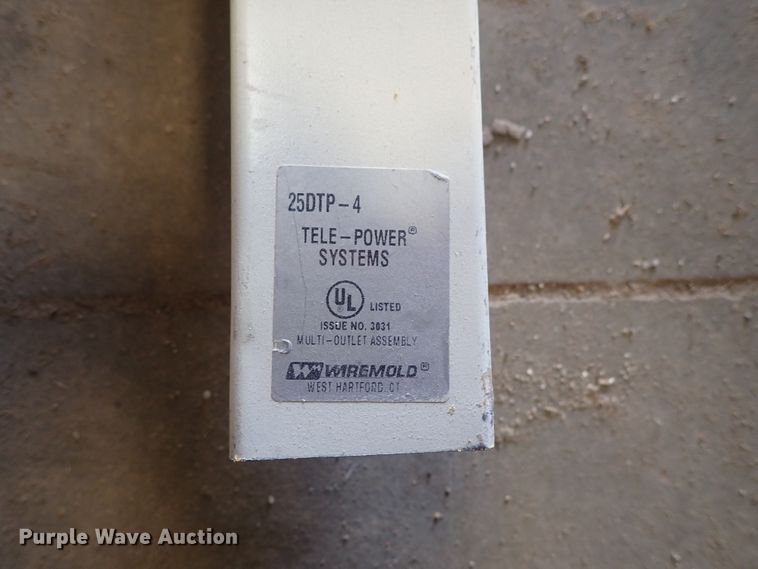 25DTP-4
TELE-POWER®
SYSTEMS
UL® LISTED
ISSUE NO. 3031
MULTI-OUTLET ASSEMBLY
W WIREMOLD®
WEST HARTFORD, CT
Purple Wave Auction®